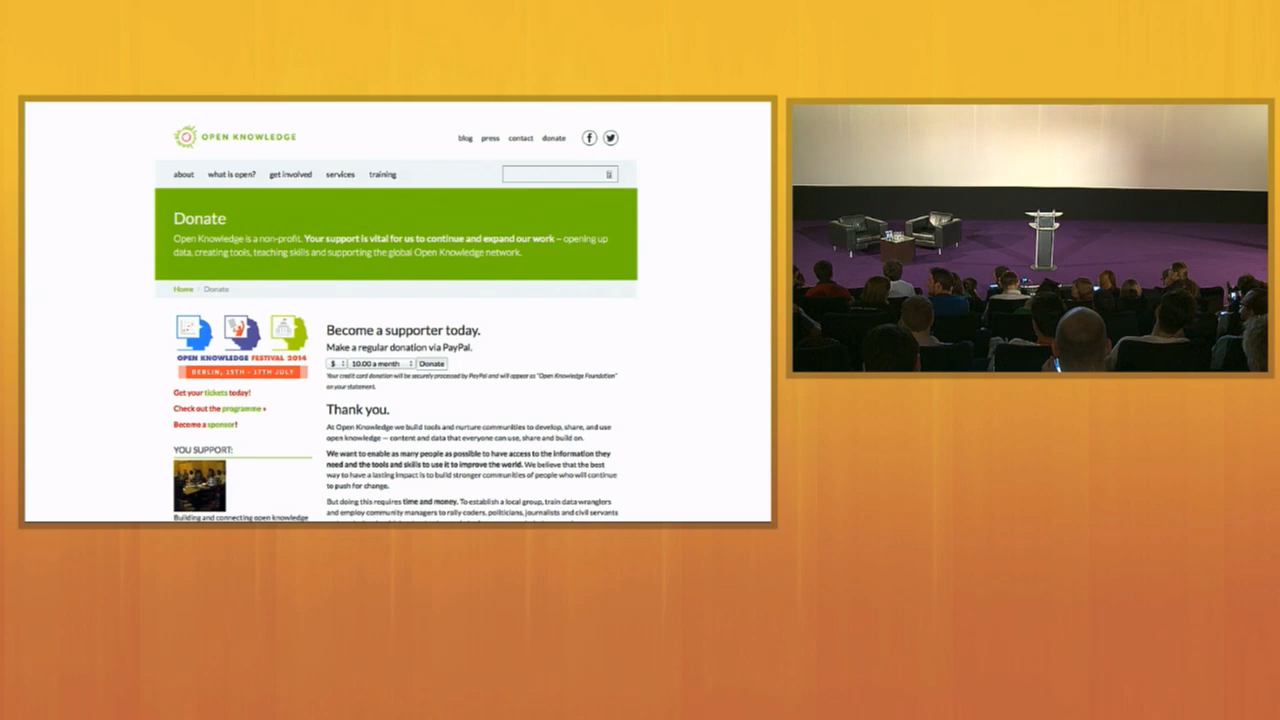 OPEN KNOWLEDGE
blog press contact donate
about what is open? get involved services training
Donate
Open Knowledge is a non-profit. Your support is vital for us to continue and expand our work – opening up
data, creating tools, teaching skills and supporting the global Open Knowledge network.
Home / Donate
OPEN KNOWLEDGE FESTIVAL 2014
BERLIN, 15TH - 17TH JULY
Get your tickets today!
Check out the programme »
Become a sponsor!
YOU SUPPORT:
Building and connecting open knowledge
Become a supporter today.
Make a regular donation via PayPal.
$ 10.00 a month Donate
Your credit card donation will be securely processed by PayPal and will appear as "Open Knowledge Foundation"
on your statement.
Thank you.
At Open Knowledge we build tools and nurture communities to develop, share, and use
open knowledge — content and data that everyone can use, share and build on.
We want to enable as many people as possible to have access to the information they
need and the tools and skills to use it to improve the world. We believe that the best
way to have a lasting impact is to build stronger communities of people who will continue
to push for change.
But doing this requires time and money. To establish a local group, train data wranglers
and employ community managers to rally coders, politicians, journalists and civil servants